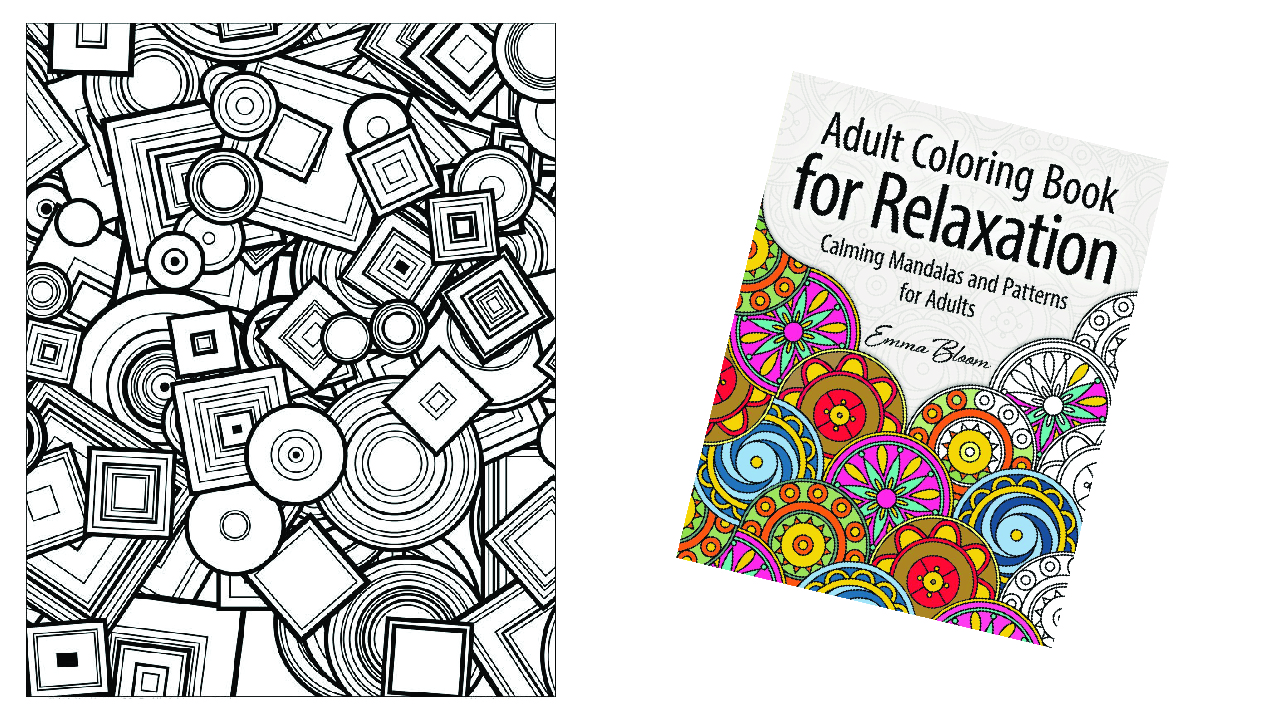 Adult Coloring Book
for Relaxation
Calming Mandalas and Patterns
for Adults
Emma Bloom